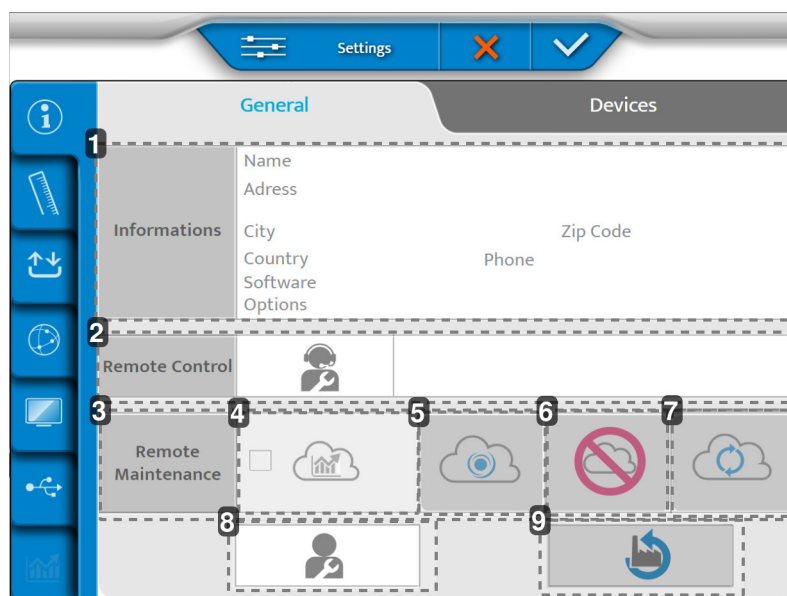 Settings
General
Devices
1
Name
Adress
Informations
City
Zip Code
Country
Phone
Software
Options
2
Remote Control
3
4
5
6
7
Remote
Maintenance
8
9